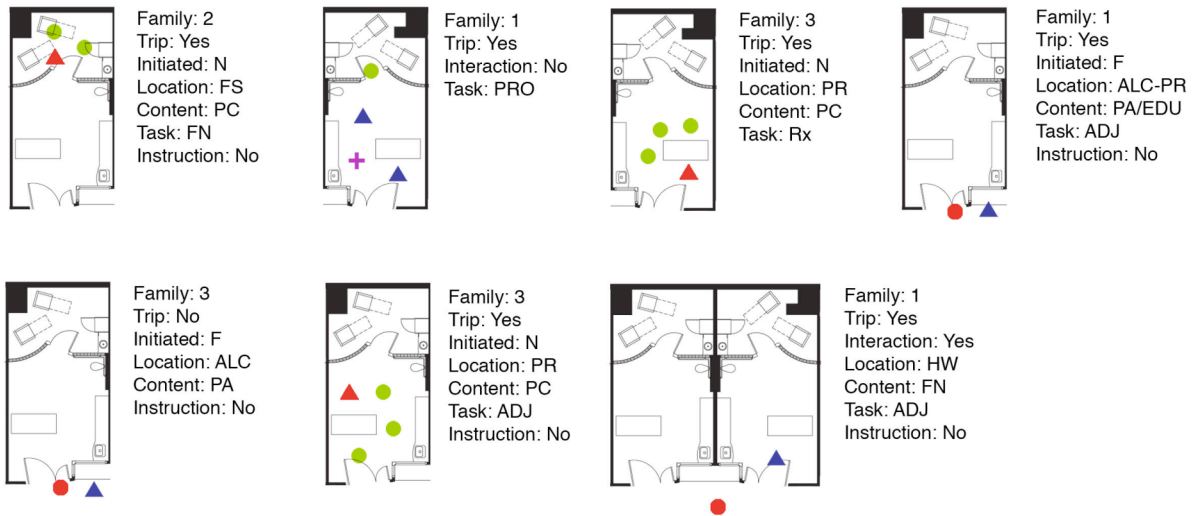 Family: 2
Trip: Yes
Initiated: N
Location: FS
Content: PC
Task: FN
Instruction: No
Family: 1
Trip: Yes
Interaction: No
Task: PRO
Family: 3
Trip: Yes
Initiated: N
Location: PR
Content: PC
Task: Rx
Family: 1
Trip: Yes
Initiated: F
Location: ALC-PR
Content: PA/EDU
Task: ADJ
Instruction: No
Family: 3
Trip: No
Initiated: F
Location: ALC
Content: PA
Instruction: No
Family: 3
Trip: Yes
Initiated: N
Location: PR
Content: PC
Task: ADJ
Instruction: No
Family: 1
Trip: Yes
Interaction: Yes
Location: HW
Content: FN
Task: ADJ
Instruction: No